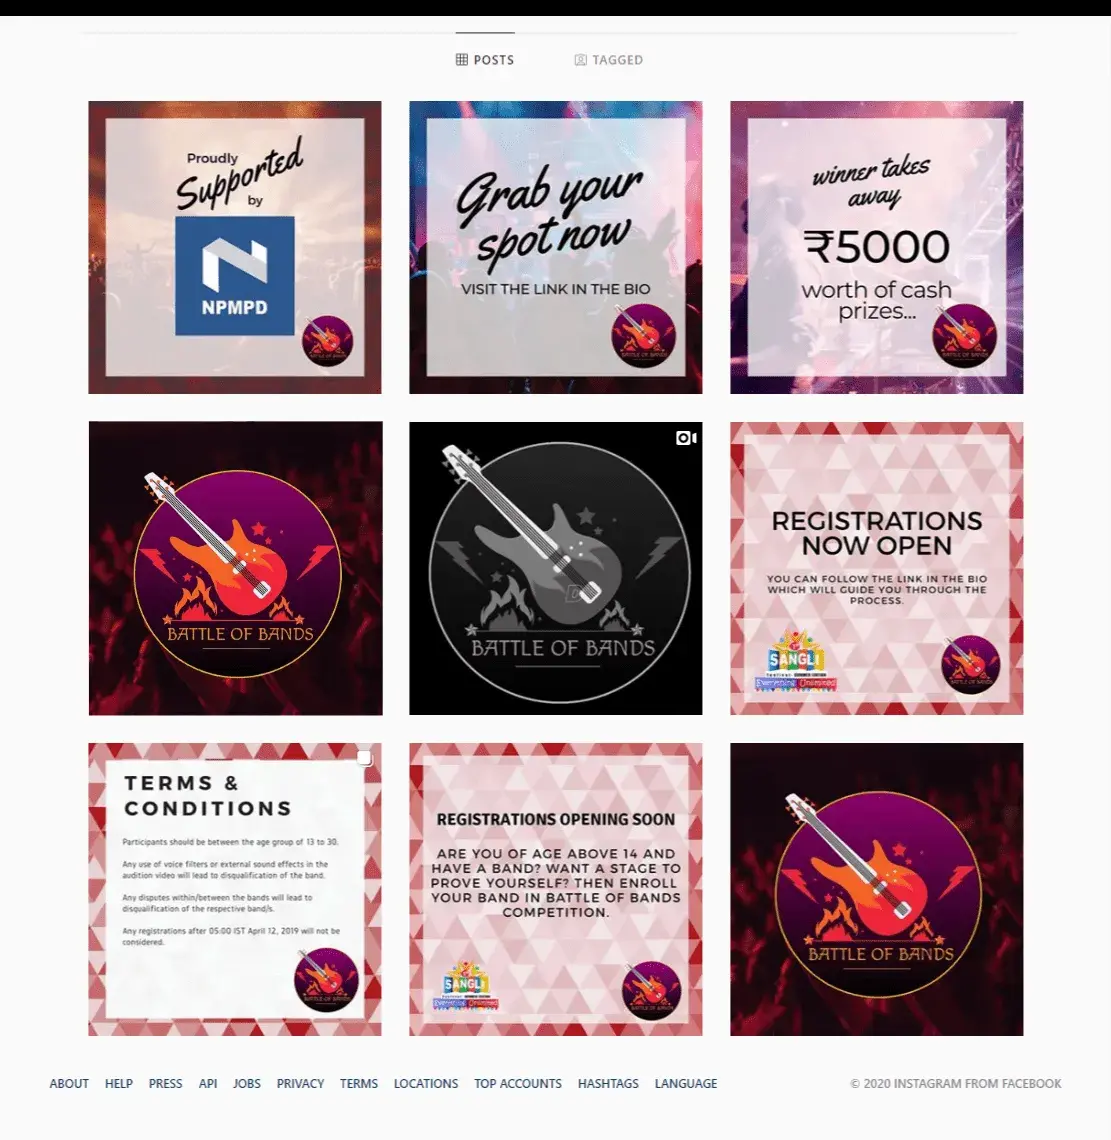 POSTS
TAGGED
Proudly
Supported
by
NPMPD
BATTLE OF BANDS
Grab your
spot now
VISIT THE LINK IN THE BIO
BATTLE OF BANDS
winner takes
away
₹5000
worth of cash
prizes...
BATTLE OF BANDS
BATTLE OF BANDS
BATTLE OF BANDS
REGISTRATIONS
NOW OPEN
YOU CAN FOLLOW THE LINK IN THE BIO
WHICH WILL GUIDE YOU THROUGH THE
PROCESS.
SANGLI
festival SUMMER EDITION
Everything Unlimited
BATTLE OF BANDS
TERMS &
CONDITIONS
Participants should be between the age group of 13 to 30.
Any use of voice filters or external sound effects in the
audition video will lead to disqualification of the band.
Any disputes within/between the bands will lead to
disqualification of the respective band/s.
Any registrations after 05:00 IST April 12, 2019 will not be
considered.
BATTLE OF BANDS
REGISTRATIONS OPENING SOON
ARE YOU OF AGE ABOVE 14 AND
HAVE A BAND? WANT A STAGE TO
PROVE YOURSELF? THEN ENROLL
YOUR BAND IN BATTLE OF BANDS
COMPETITION.
SANGLI
festival SUMMER EDITION
Everything Unlimited
BATTLE OF BANDS
BATTLE OF BANDS
ABOUT HELP PRESS API JOBS PRIVACY TERMS LOCATIONS TOP ACCOUNTS HASHTAGS LANGUAGE
© 2020 INSTAGRAM FROM FACEBOOK